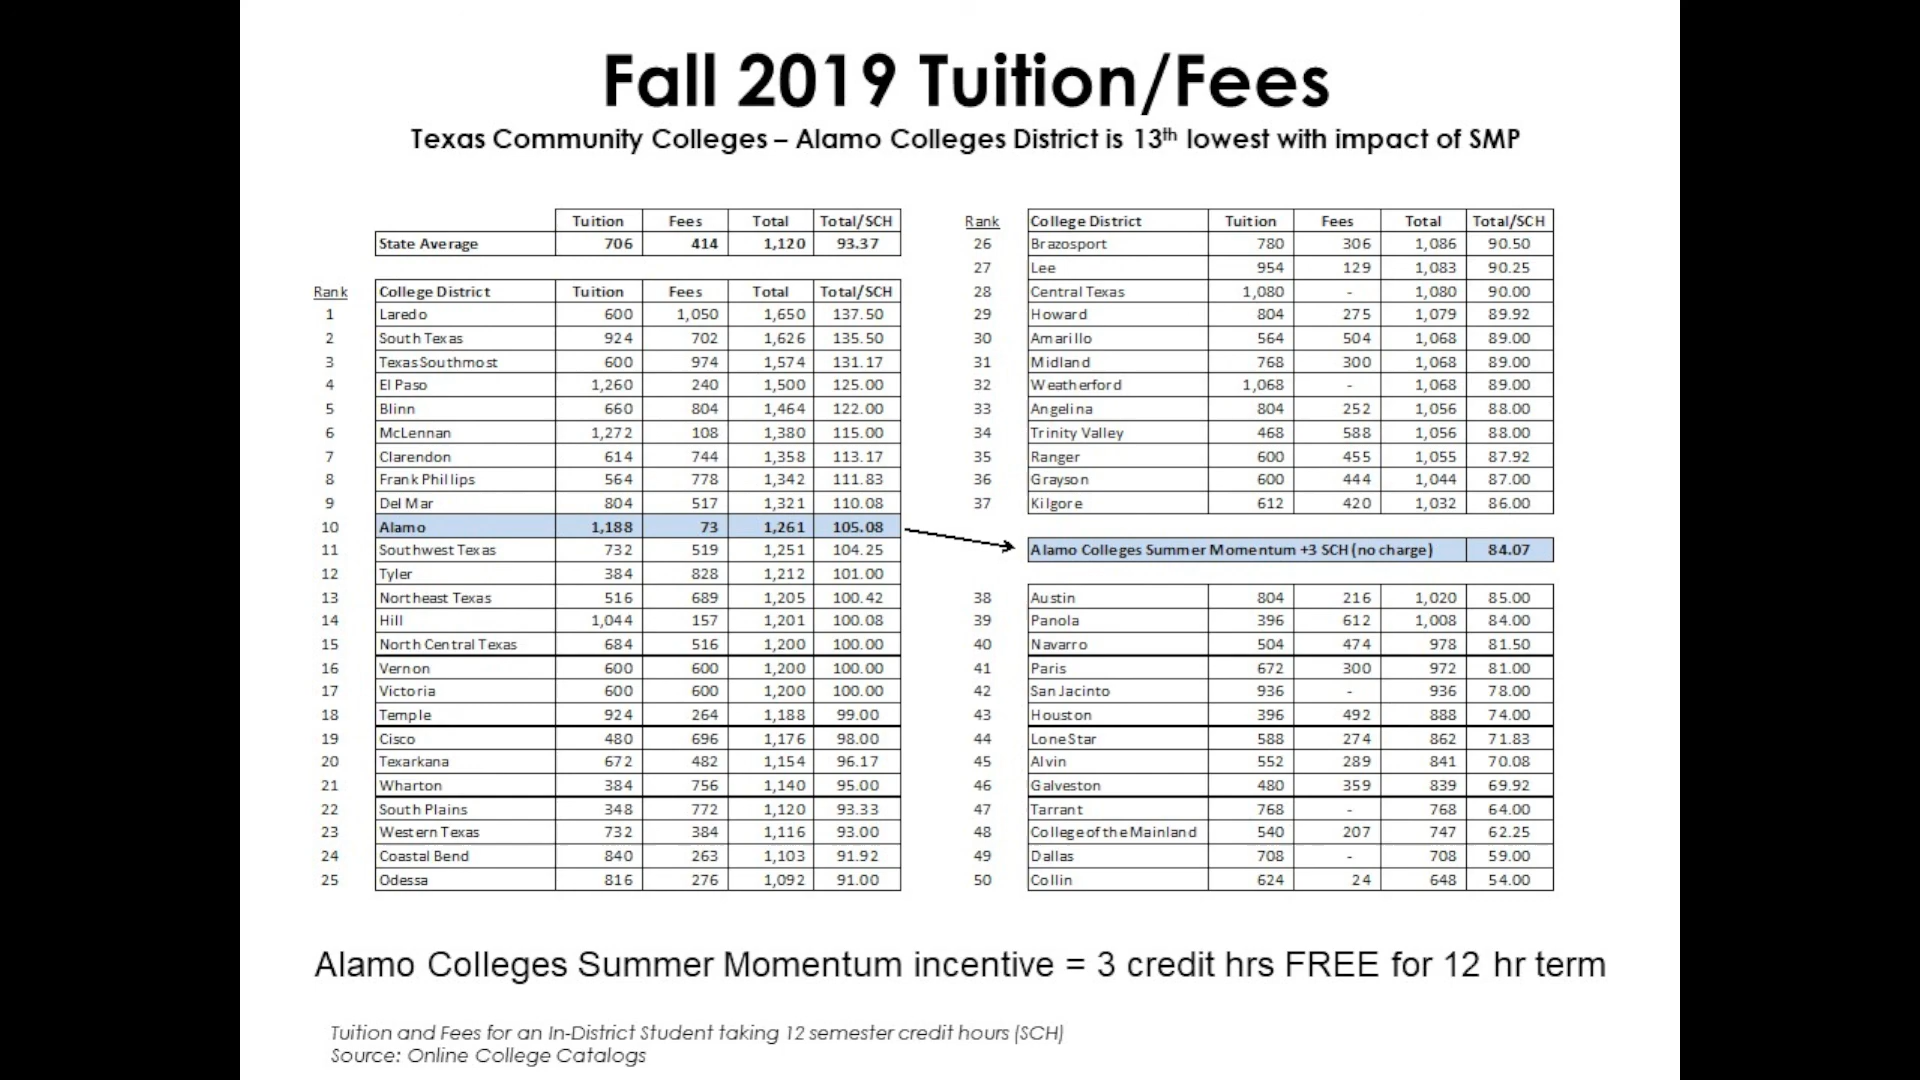 Fall 2019 Tuition/Fees
Texas Community Colleges – Alamo Colleges District is 13th lowest with impact of SMP
Tuition Fees Total Total/SCH
State Average 706 414 1,120 93.37
Rank College District Tuition Fees Total Total/SCH
1 Laredo 600 1,050 1,650 137.50
2 South Texas 924 702 1,626 135.50
3 Texas Southmost 600 974 1,574 131.17
4 El Paso 1,260 240 1,500 125.00
5 Blinn 660 804 1,464 122.00
6 McLennan 1,272 108 1,380 115.00
7 Clarendon 614 744 1,358 113.17
8 Frank Phillips 564 778 1,342 111.83
9 Del Mar 804 517 1,321 110.08
10 Alamo 1,188 73 1,261 105.08
11 Southwest Texas 732 519 1,251 104.25
12 Tyler 384 828 1,212 101.00
13 Northeast Texas 516 689 1,205 100.42
14 Hill 1,044 157 1,201 100.08
15 North Central Texas 684 516 1,200 100.00
16 Vernon 600 600 1,200 100.00
17 Victoria 600 600 1,200 100.00
18 Temple 924 264 1,188 99.00
19 Cisco 480 696 1,176 98.00
20 Texarkana 672 482 1,154 96.17
21 Wharton 384 756 1,140 95.00
22 South Plains 348 772 1,120 93.33
23 Western Texas 732 384 1,116 93.00
24 Coastal Bend 840 263 1,103 91.92
25 Odessa 816 276 1,092 91.00
Rank College District Tuition Fees Total Total/SCH
26 Brazosport 780 306 1,086 90.50
27 Lee 954 129 1,083 90.25
28 Central Texas 1,080 - 1,080 90.00
29 Howard 804 275 1,079 89.92
30 Amarillo 564 504 1,068 89.00
31 Midland 768 300 1,068 89.00
32 Weatherford 1,068 - 1,068 89.00
33 Angelina 804 252 1,056 88.00
34 Trinity Valley 468 588 1,056 88.00
35 Ranger 600 455 1,055 87.92
36 Grayson 600 444 1,044 87.00
37 Kilgore 612 420 1,032 86.00
Alamo Colleges Summer Momentum +3 SCH (no charge) 84.07
38 Austin 804 216 1,020 85.00
39 Panola 396 612 1,008 84.00
40 Navarro 504 474 978 81.50
41 Paris 672 300 972 81.00
42 San Jacinto 936 - 936 78.00
43 Houston 396 492 888 74.00
44 Lone Star 588 274 862 71.83
45 Alvin 552 289 841 70.08
46 Galveston 480 359 839 69.92
47 Tarrant 768 - 768 64.00
48 College of the Mainland 540 207 747 62.25
49 Dallas 708 - 708 59.00
50 Collin 624 24 648 54.00
Alamo Colleges Summer Momentum incentive = 3 credit hrs FREE for 12 hr term
Tuition and Fees for an In-District Student taking 12 semester credit hours (SCH)
Source: Online College Catalogs